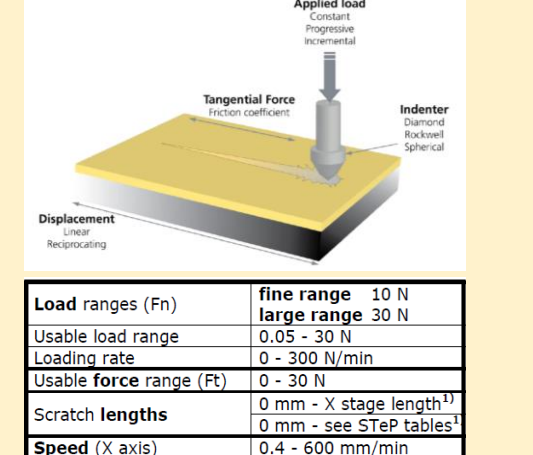 Applied load
Constant
Progressive
Incremental
Tangential Force
Friction coefficient
Indenter
Diamond
Rockwell
Spherical
Displacement
Linear
Reciprocating
Load ranges (Fn)
fine range 10 N
large range 30 N
Usable load range 0.05 - 30 N
Loading rate 0 - 300 N/min
Usable force range (Ft) 0 - 30 N
Scratch lengths
0 mm - X stage length1)
0 mm - see STeP tables1)
Speed (X axis) 0.4 - 600 mm/min